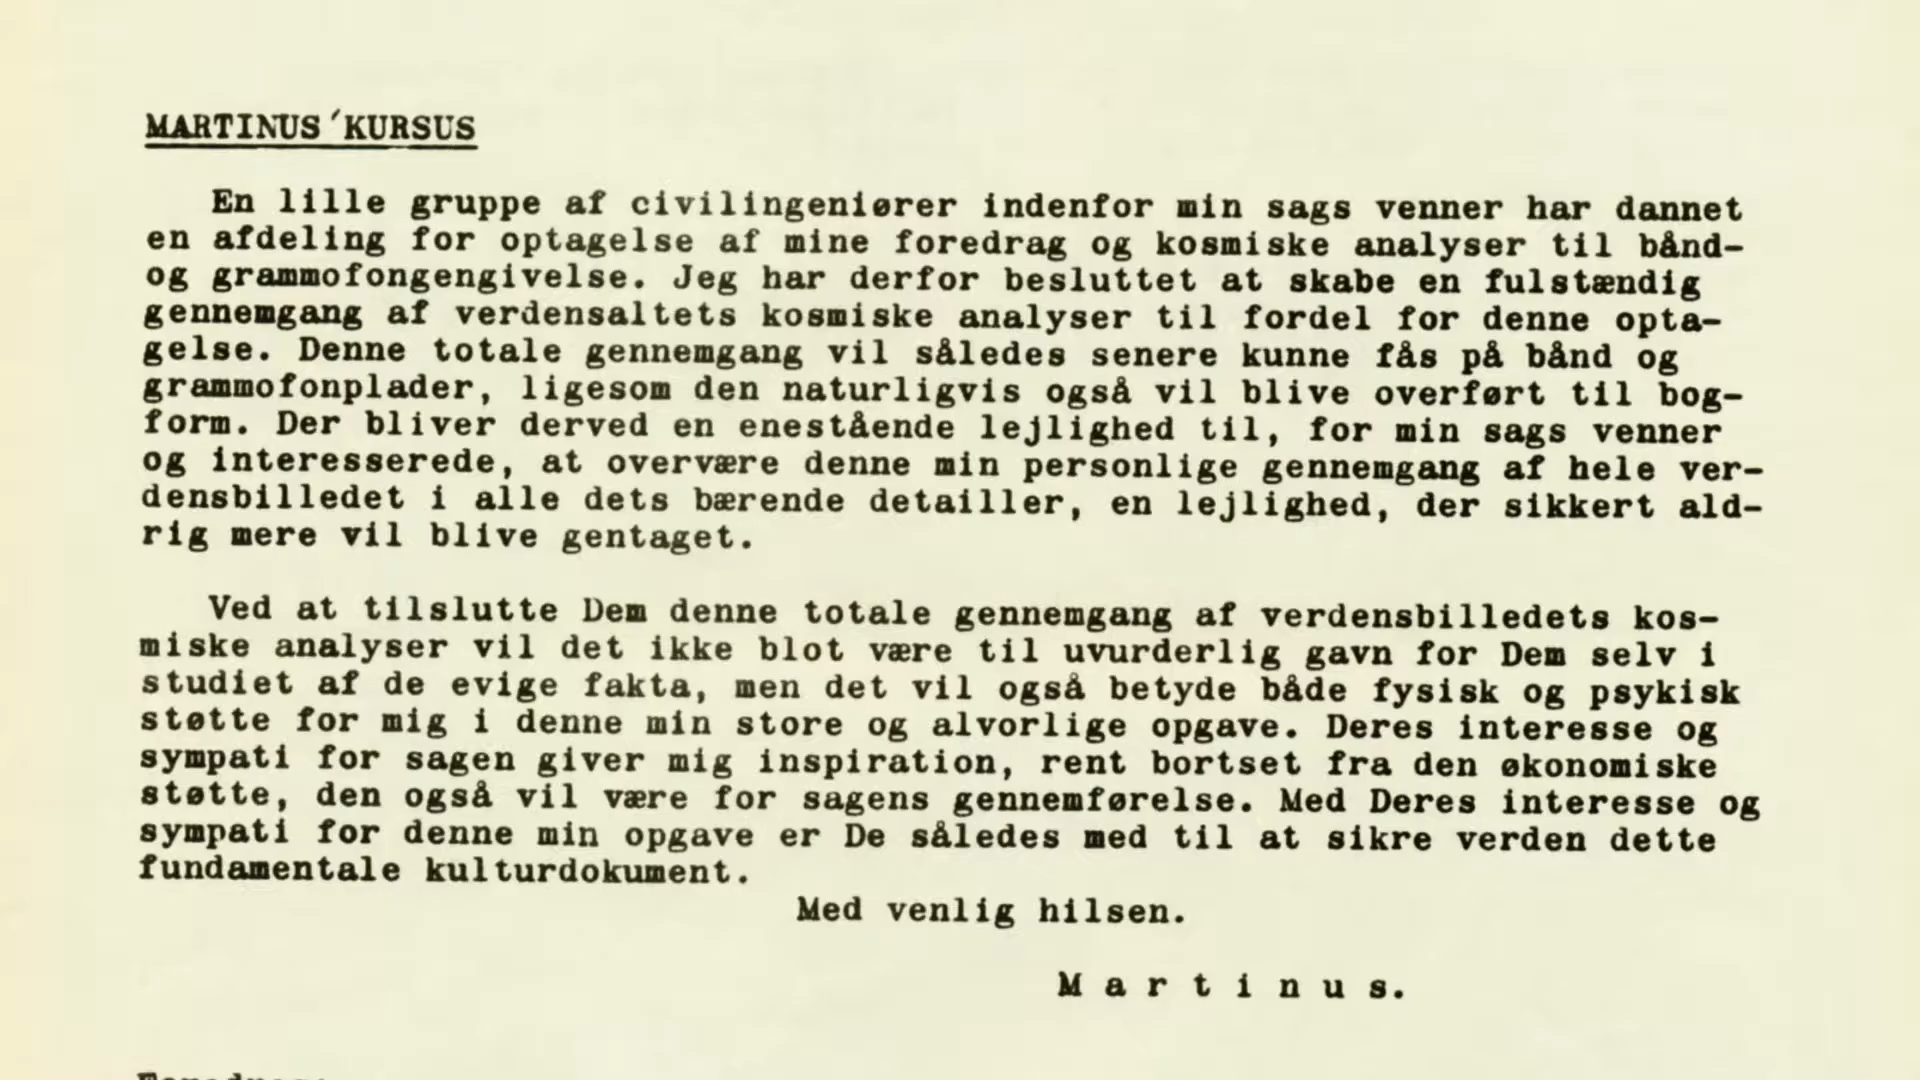 MARTINUS´KURSUS
En lille gruppe af civilingeniører indenfor min sags venner har dannet
en afdeling for optagelse af mine foredrag og kosmiske analyser til bånd-
og grammofongengivelse. Jeg har derfor besluttet at skabe en fulstændig
gennemgang af verdensaltets kosmiske analyser til fordel for denne opta-
gelse. Denne totale gennemgang vil således senere kunne fås på bånd og
grammofonplader, ligesom den naturligvis også vil blive overført til bog-
form. Der bliver derved en enestående lejlighed til, for min sags venner
og interesserede, at overvære denne min personlige gennemgang af hele ver-
densbilledet i alle dets bærende detailler, en lejlighed, der sikkert ald-
rig mere vil blive gentaget.
Ved at tilslutte Dem denne totale gennemgang af verdensbilledets kos-
miske analyser vil det ikke blot være til uvurderlig gavn for Dem selv i
studiet af de evige fakta, men det vil også betyde både fysisk og psykisk
støtte for mig i denne min store og alvorlige opgave. Deres interesse og
sympati for sagen giver mig inspiration, rent bortset fra den økonomiske
støtte, den også vil være for sagens gennemførelse. Med Deres interesse og
sympati for denne min opgave er De således med til at sikre verden dette
fundamentale kulturdokument.
Med venlig hilsen.
M a r t i n u s.